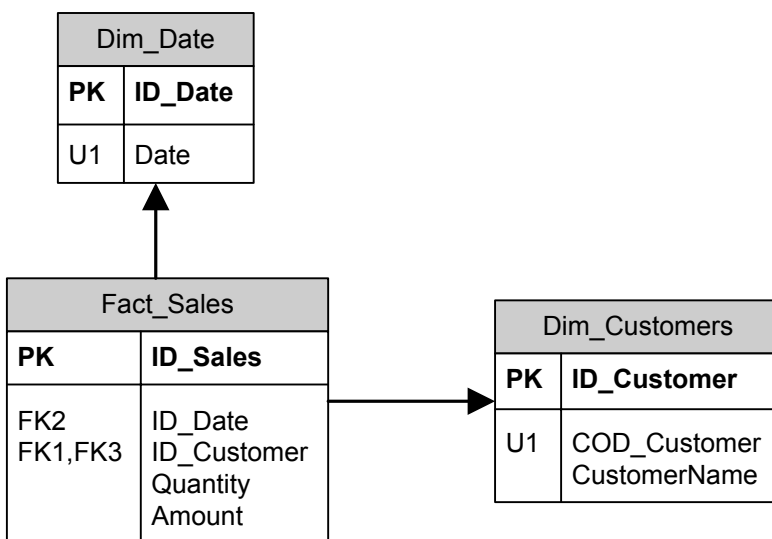 Dim_Date
PK ID_Date
U1 Date
Fact_Sales
PK ID_Sales
FK2 ID_Date
FK1,FK3 ID_Customer
Quantity
Amount
Dim_Customers
PK ID_Customer
U1 COD_Customer
CustomerName